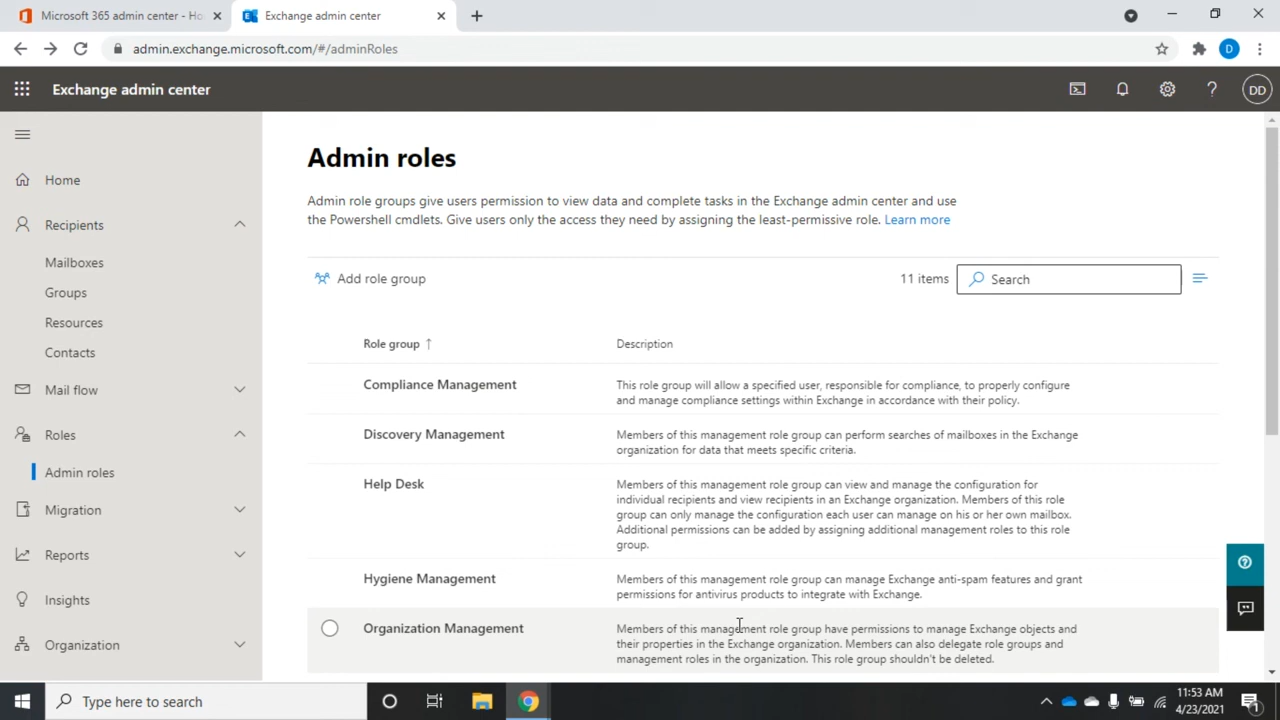 Microsoft 365 admin center - Ho
Exchange admin center
admin.exchange.microsoft.com/#/adminRoles
D
Exchange admin center
DD
Home
Recipients
Mailboxes
Groups
Resources
Contacts
Mail flow
Roles
Admin roles
Migration
Reports
Insights
Organization
Admin roles
Admin role groups give users permission to view data and complete tasks in the Exchange admin center and use
the Powershell cmdlets. Give users only the access they need by assigning the least-permissive role. Learn more
Add role group
11 items
Search
Role group ↑
Description
Compliance Management
This role group will allow a specified user, responsible for compliance, to properly configure
and manage compliance settings within Exchange in accordance with their policy.
Discovery Management
Members of this management role group can perform searches of mailboxes in the Exchange
organization for data that meets specific criteria.
Help Desk
Members of this management role group can view and manage the configuration for
individual recipients and view recipients in an Exchange organization. Members of this role
group can only manage the configuration each user can manage on his or her own mailbox.
Additional permissions can be added by assigning additional management roles to this role
group.
Hygiene Management
Members of this management role group can manage Exchange anti-spam features and grant
permissions for antivirus products to integrate with Exchange.
Organization Management
Members of this management role group have permissions to manage Exchange objects and
their properties in the Exchange organization. Members can also delegate role groups and
management roles in the organization. This role group shouldn't be deleted.
Type here to search
11:53 AM
4/23/2021
1